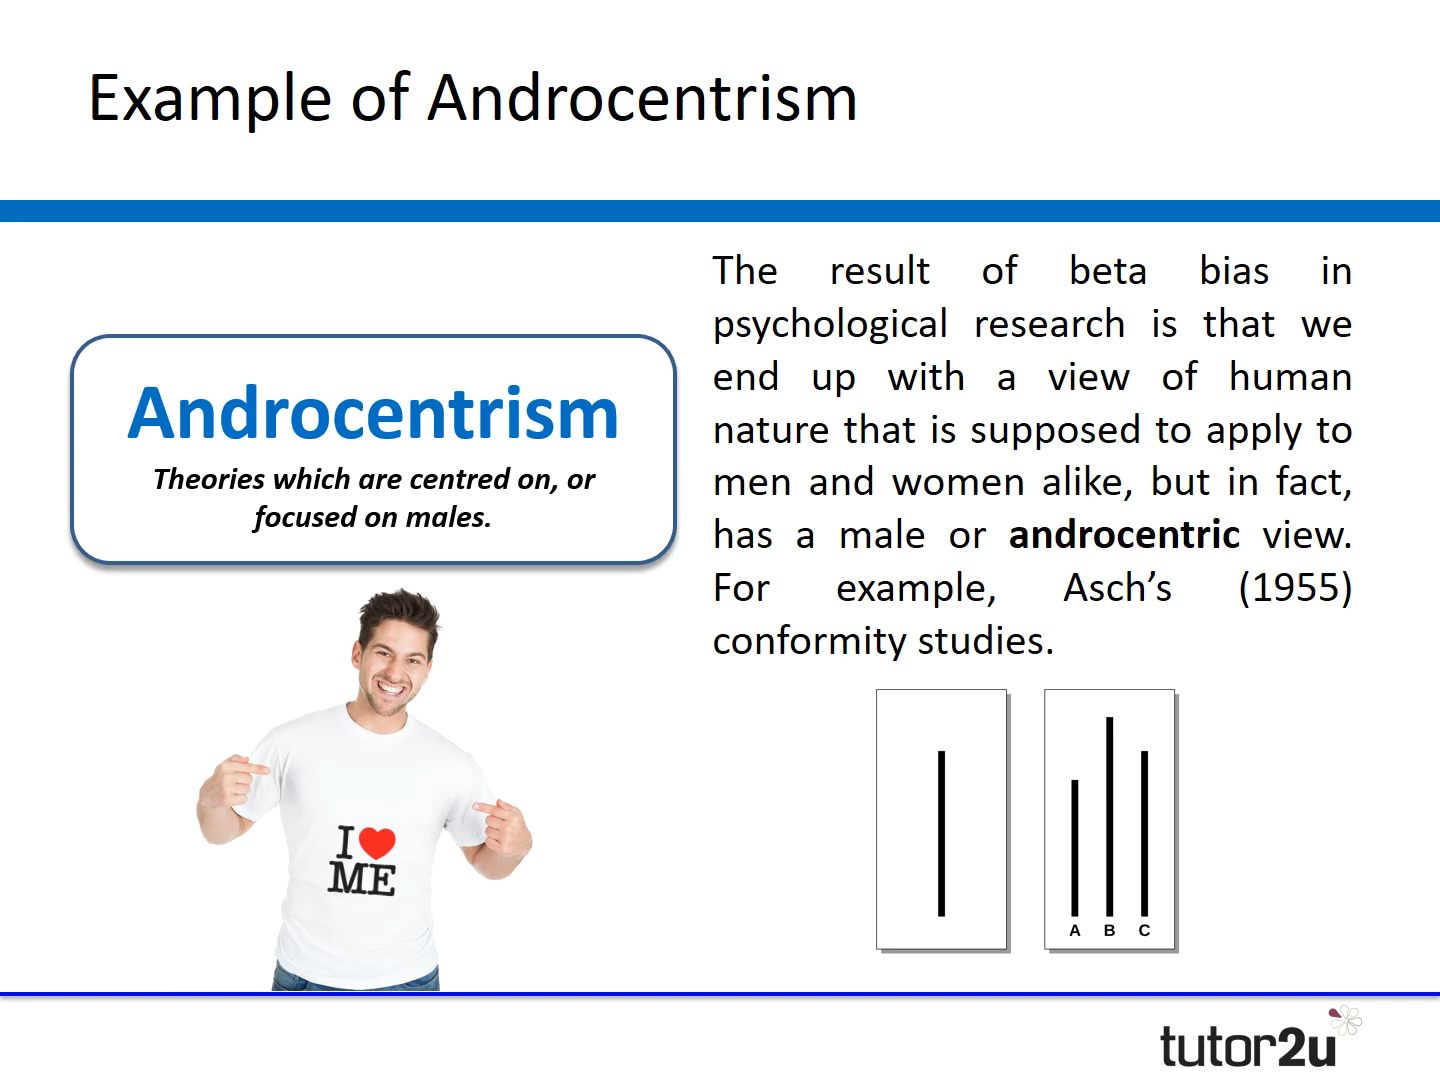 Example of Androcentrism
Androcentrism
Theories which are centred on, or
focused on males.
The result of beta bias in
psychological research is that we
end up with a view of human
nature that is supposed to apply to
men and women alike, but in fact,
has a male or androcentric view.
For example, Asch’s (1955)
conformity studies.
I ❤
ME
A B C
tutor2u